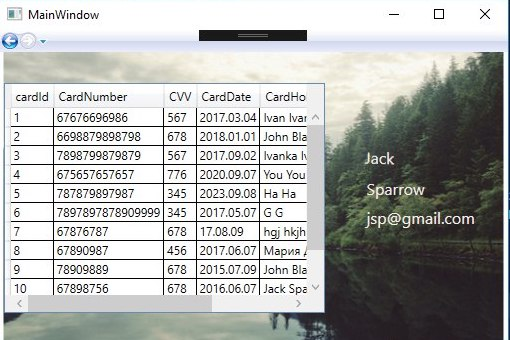 MainWindow
cardId CardNumber CVV CardDate CardHo
1 67676696986 567 2017.03.04 Ivan Ivan
2 6698879898798 678 2018.01.01 John Bla
3 7898799879879 567 2017.09.02 Ivanka Iv
4 675657657657 776 2020.09.07 You You
5 787879897987 345 2023.09.08 Ha Ha
6 7897897878909999 345 2017.05.07 G G
7 67876787 678 17.08.09 hgj hkjh
8 67890987 456 2017.06.07 Мария Д
9 78909889 678 2015.07.09 John Bla
10 67898756 678 2016.06.07 Jack Spa
Jack
Sparrow
jsp@gmail.com